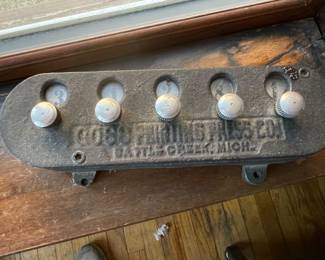 GOSS PRINTING PRESS CO.
BATTLE CREEK, MICH.